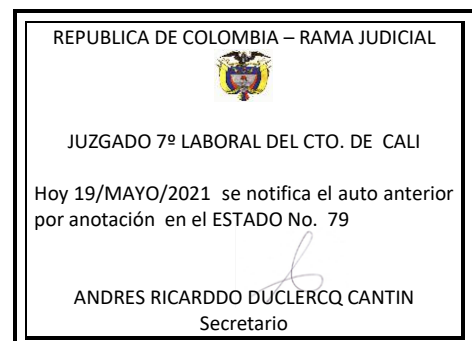 REPUBLICA DE COLOMBIA – RAMA JUDICIAL
JUZGADO 7º LABORAL DEL CTO. DE CALI
Hoy 19/MAYO/2021 se notifica el auto anterior
por anotación en el ESTADO No. 79
ANDRES RICARDDO DUCLERCQ CANTIN
Secretario